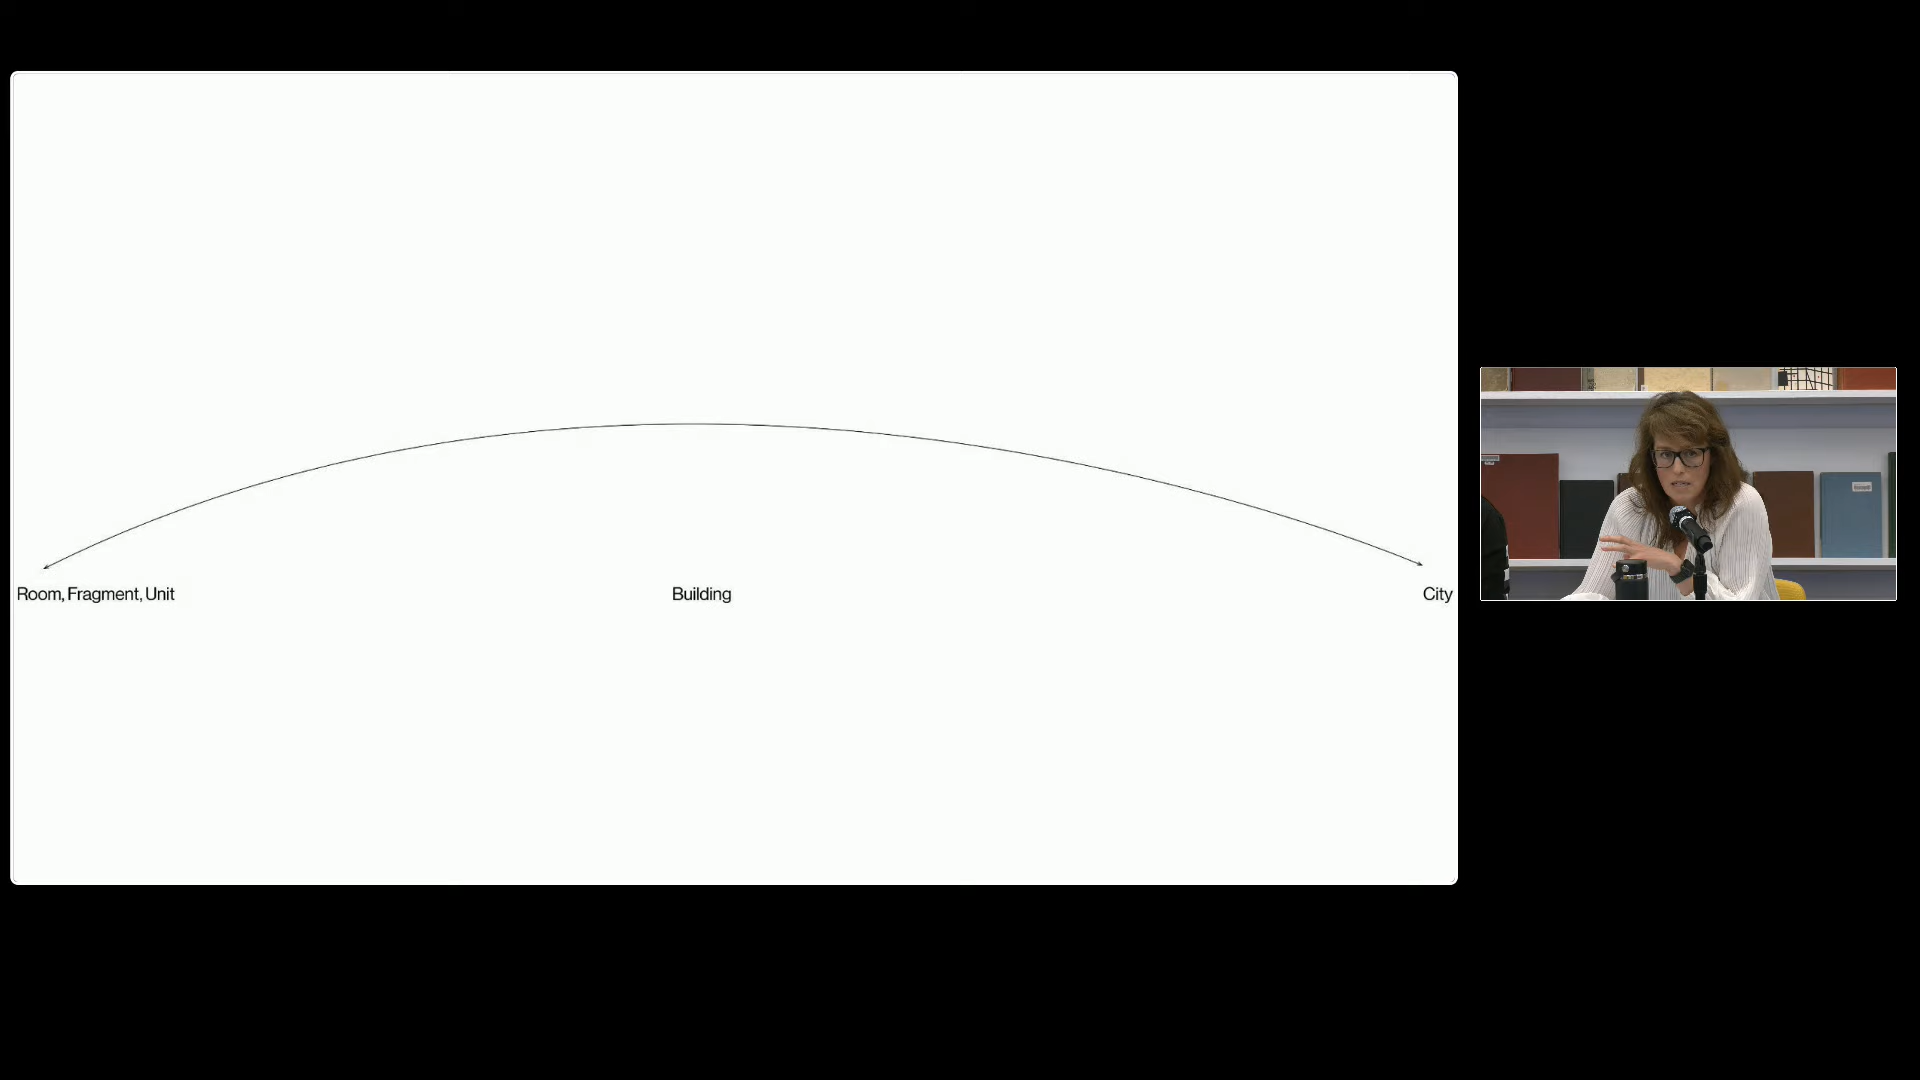 Room, Fragment, Unit
Building
City